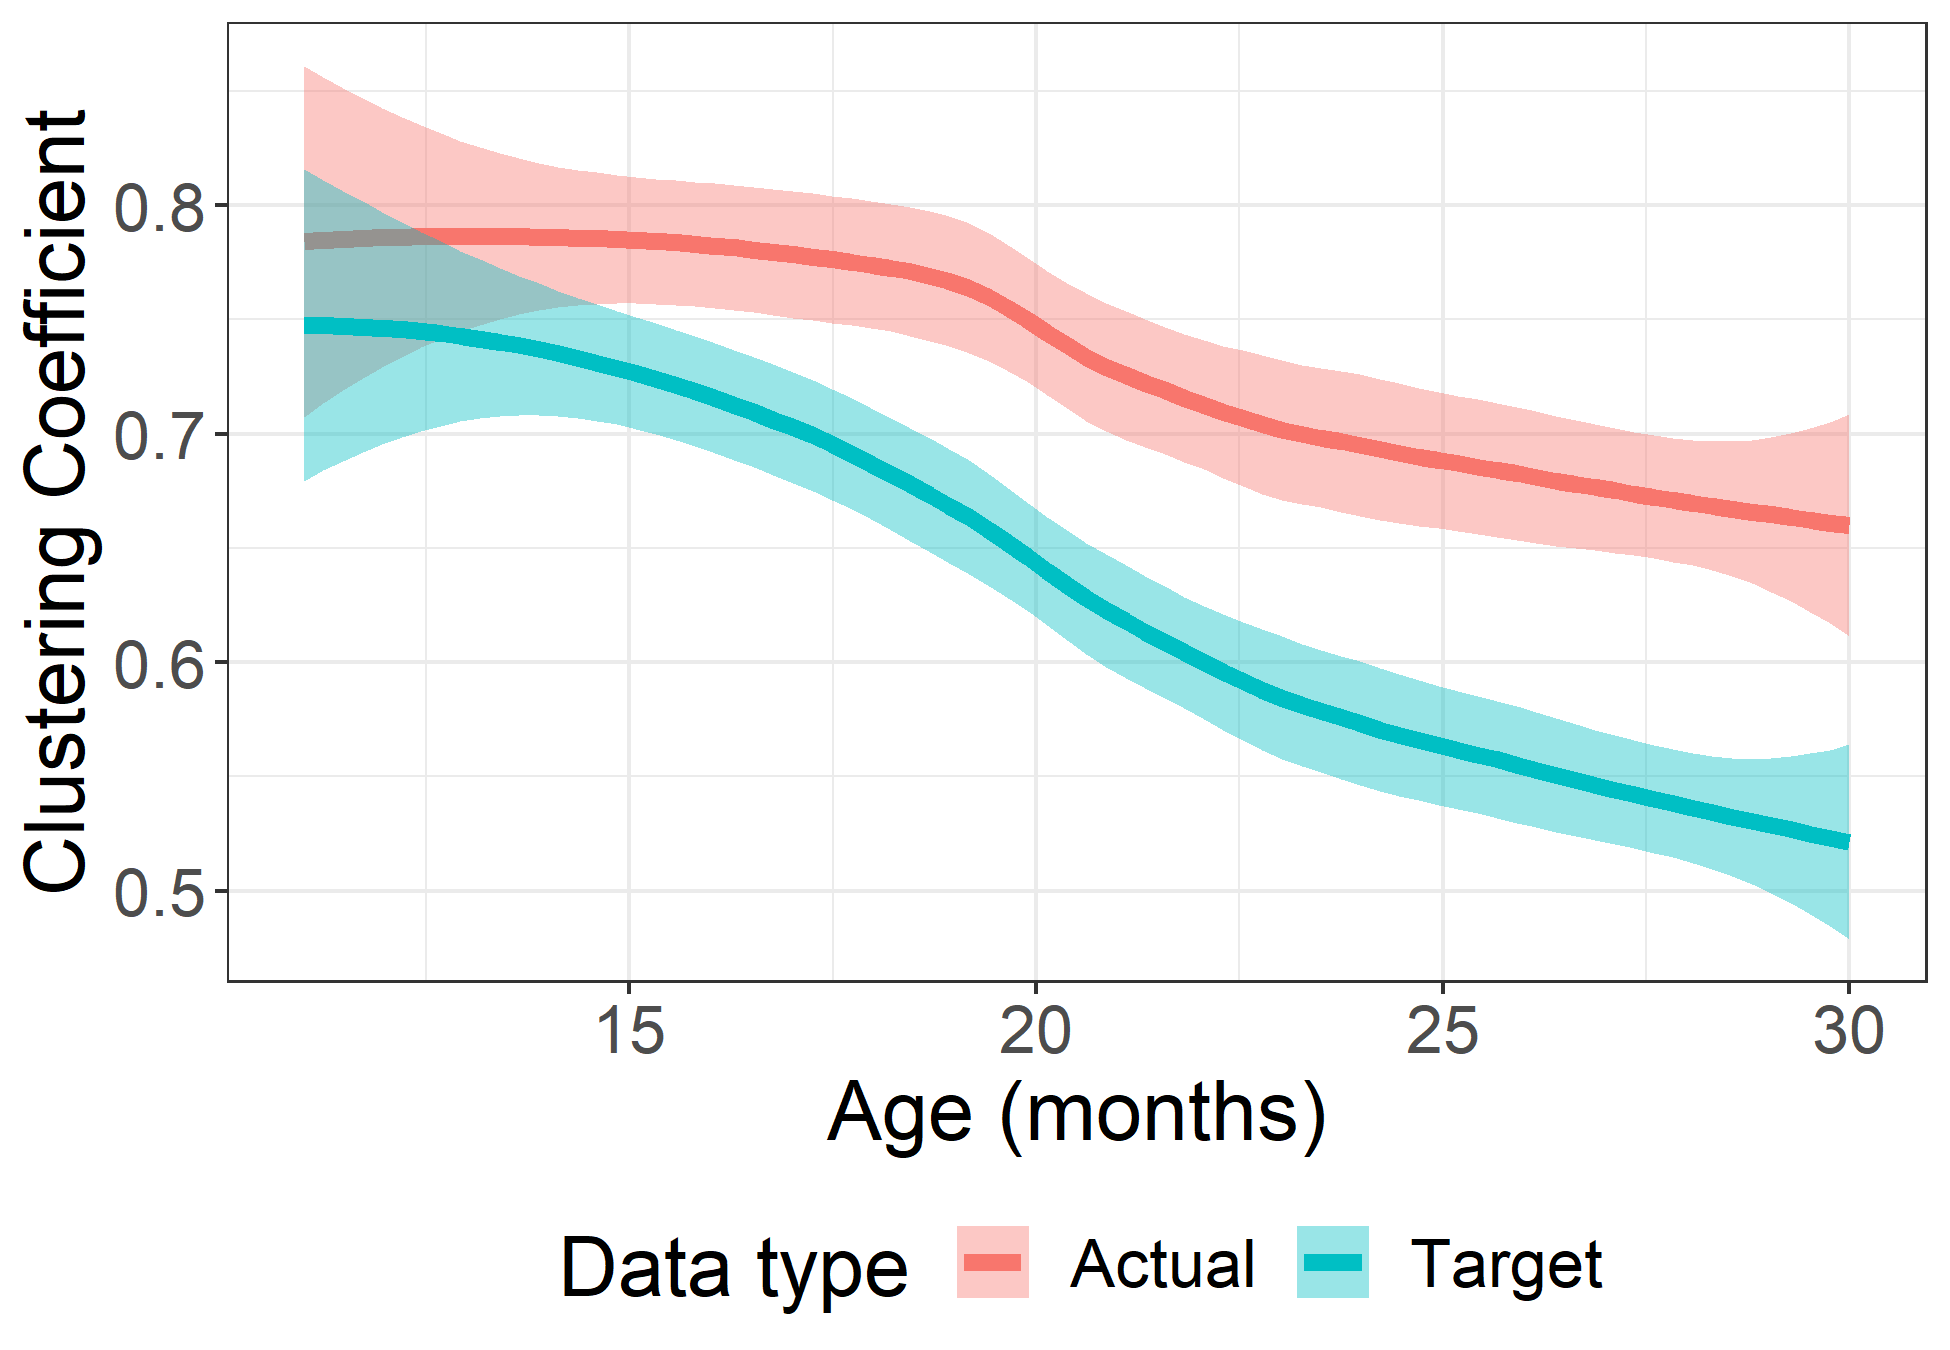 Clustering Coefficient
0.8
0.7
0.6
0.5
15 20 25 30
Age (months)
Data type Actual Target